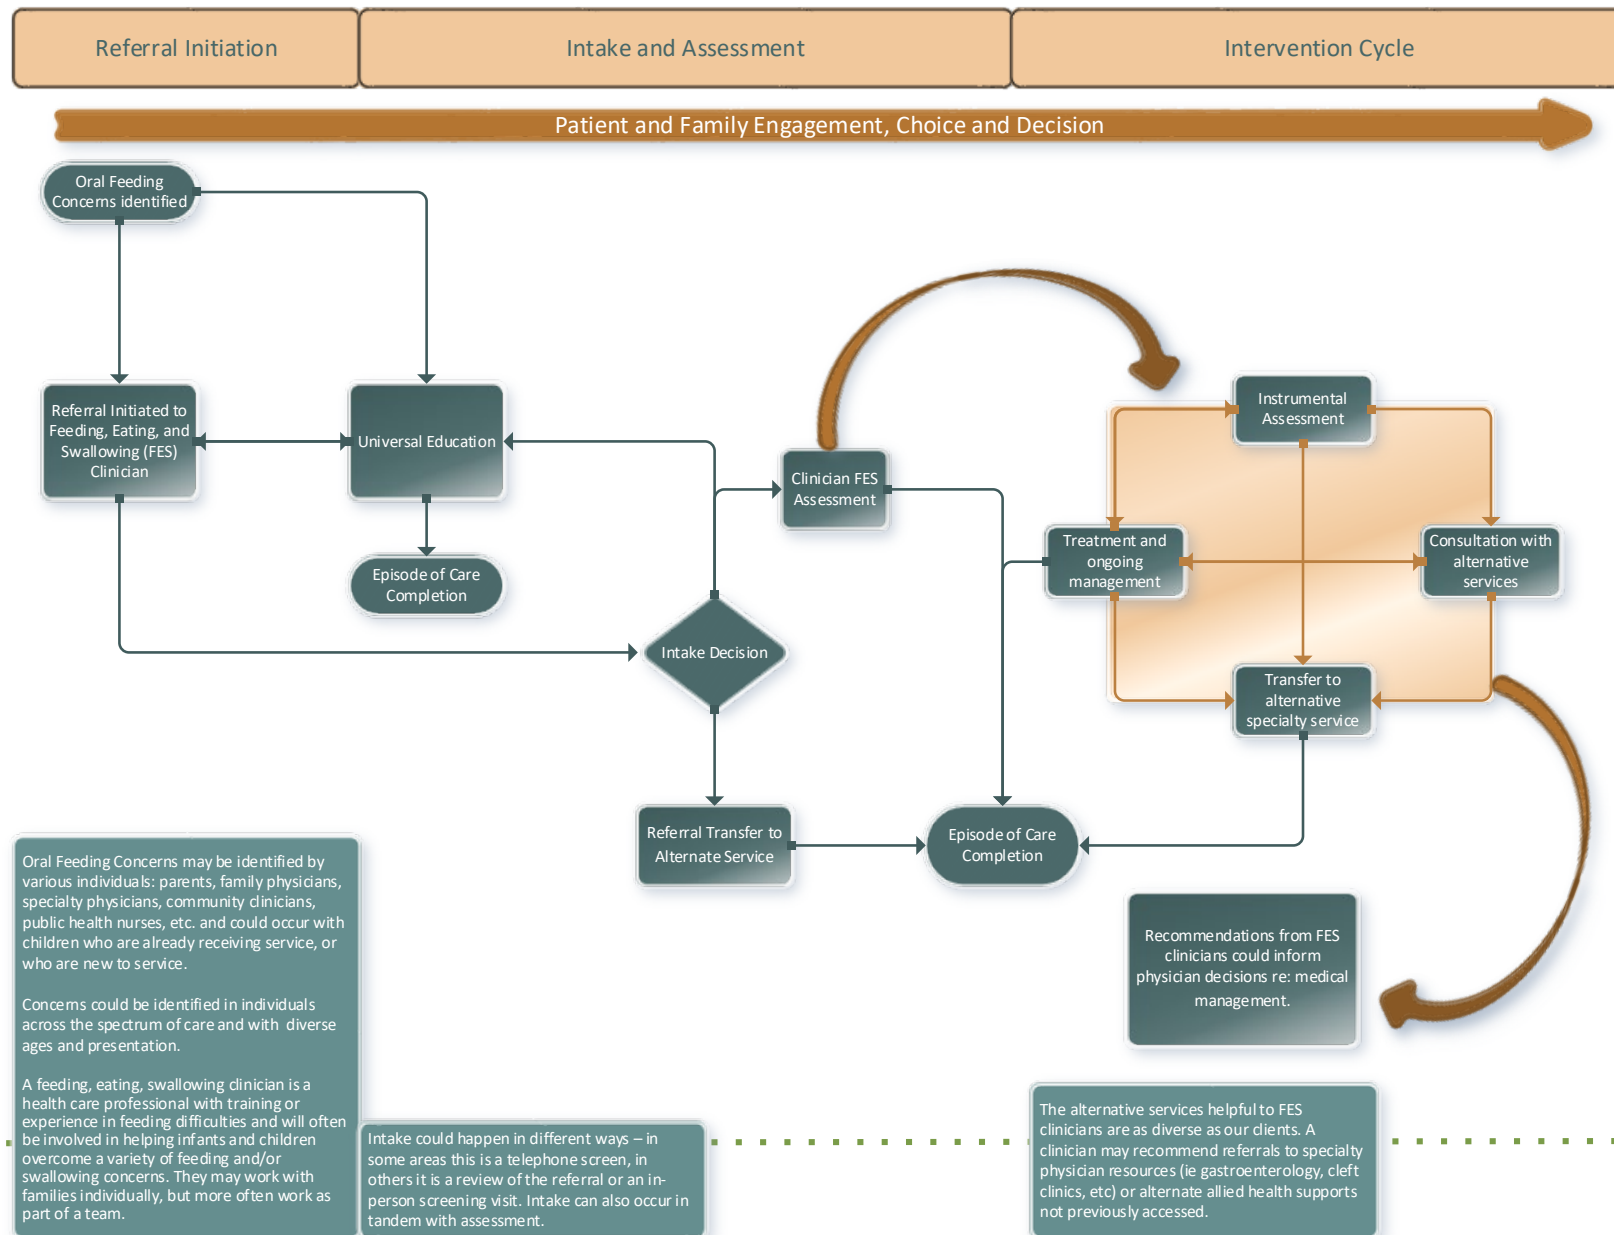 Referral Initiation
Intake and Assessment
Intervention Cycle
Patient and Family Engagement, Choice and Decision
Oral Feeding
Concerns identified
Referral Initiated to
Feeding, Eating, and
Swallowing (FES)
Clinician
Universal Education
Episode of Care
Completion
Intake Decision
Clinician FES
Assessment
Instrumental
Assessment
Treatment and
ongoing
management
Consultation with
alternative
services
Transfer to
alternative
specialty service
Referral Transfer to
Alternate Service
Episode of Care
Completion
Recommendations from FES
clinicians could inform
physician decisions re: medical
management.
Oral Feeding Concerns may be identified by
various individuals: parents, family physicians,
specialty physicians, community clinicians,
public health nurses, etc. and could occur with
children who are already receiving service, or
who are new to service.
Concerns could be identified in individuals
across the spectrum of care and with diverse
ages and presentation.
A feeding, eating, swallowing clinician is a
health care professional with training or
experience in feeding difficulties and will often
be involved in helping infants and children
overcome a variety of feeding and/or
swallowing concerns. They may work with
families individually, but more often work as
part of a team.
Intake could happen in different ways – in
some areas this is a telephone screen, in
others it is a review of the referral or an in-
person screening visit. Intake can also occur in
tandem with assessment.
The alternative services helpful to FES
clinicians are as diverse as our clients. A
clinician may recommend referrals to specialty
physician resources (ie gastroenterology, cleft
clinics, etc) or alternate allied health supports
not previously accessed.